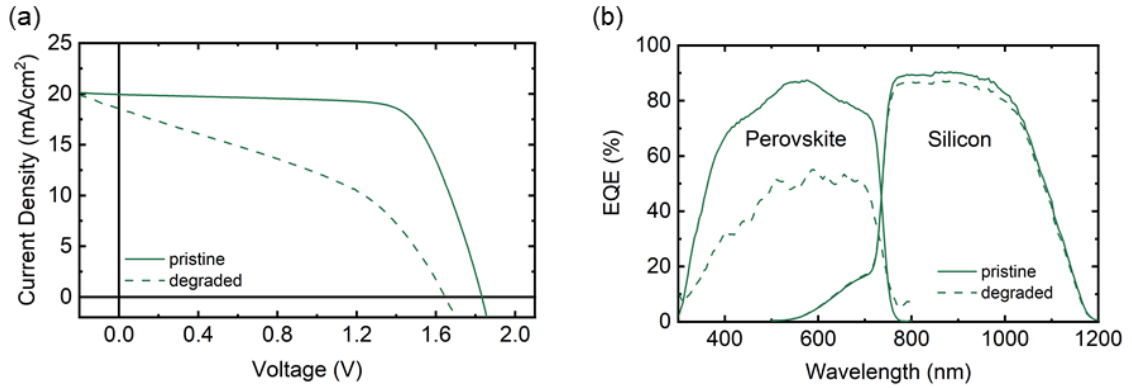 (a)
25
20
15
10
5
0
Current Density (mA/cm²)
pristine
degraded
0.0 0.4 0.8 1.2 1.6 2.0
Voltage (V)
(b)
100
80
60
40
20
0
EQE (%)
Perovskite Silicon
pristine
degraded
400 600 800 1000 1200
Wavelength (nm)